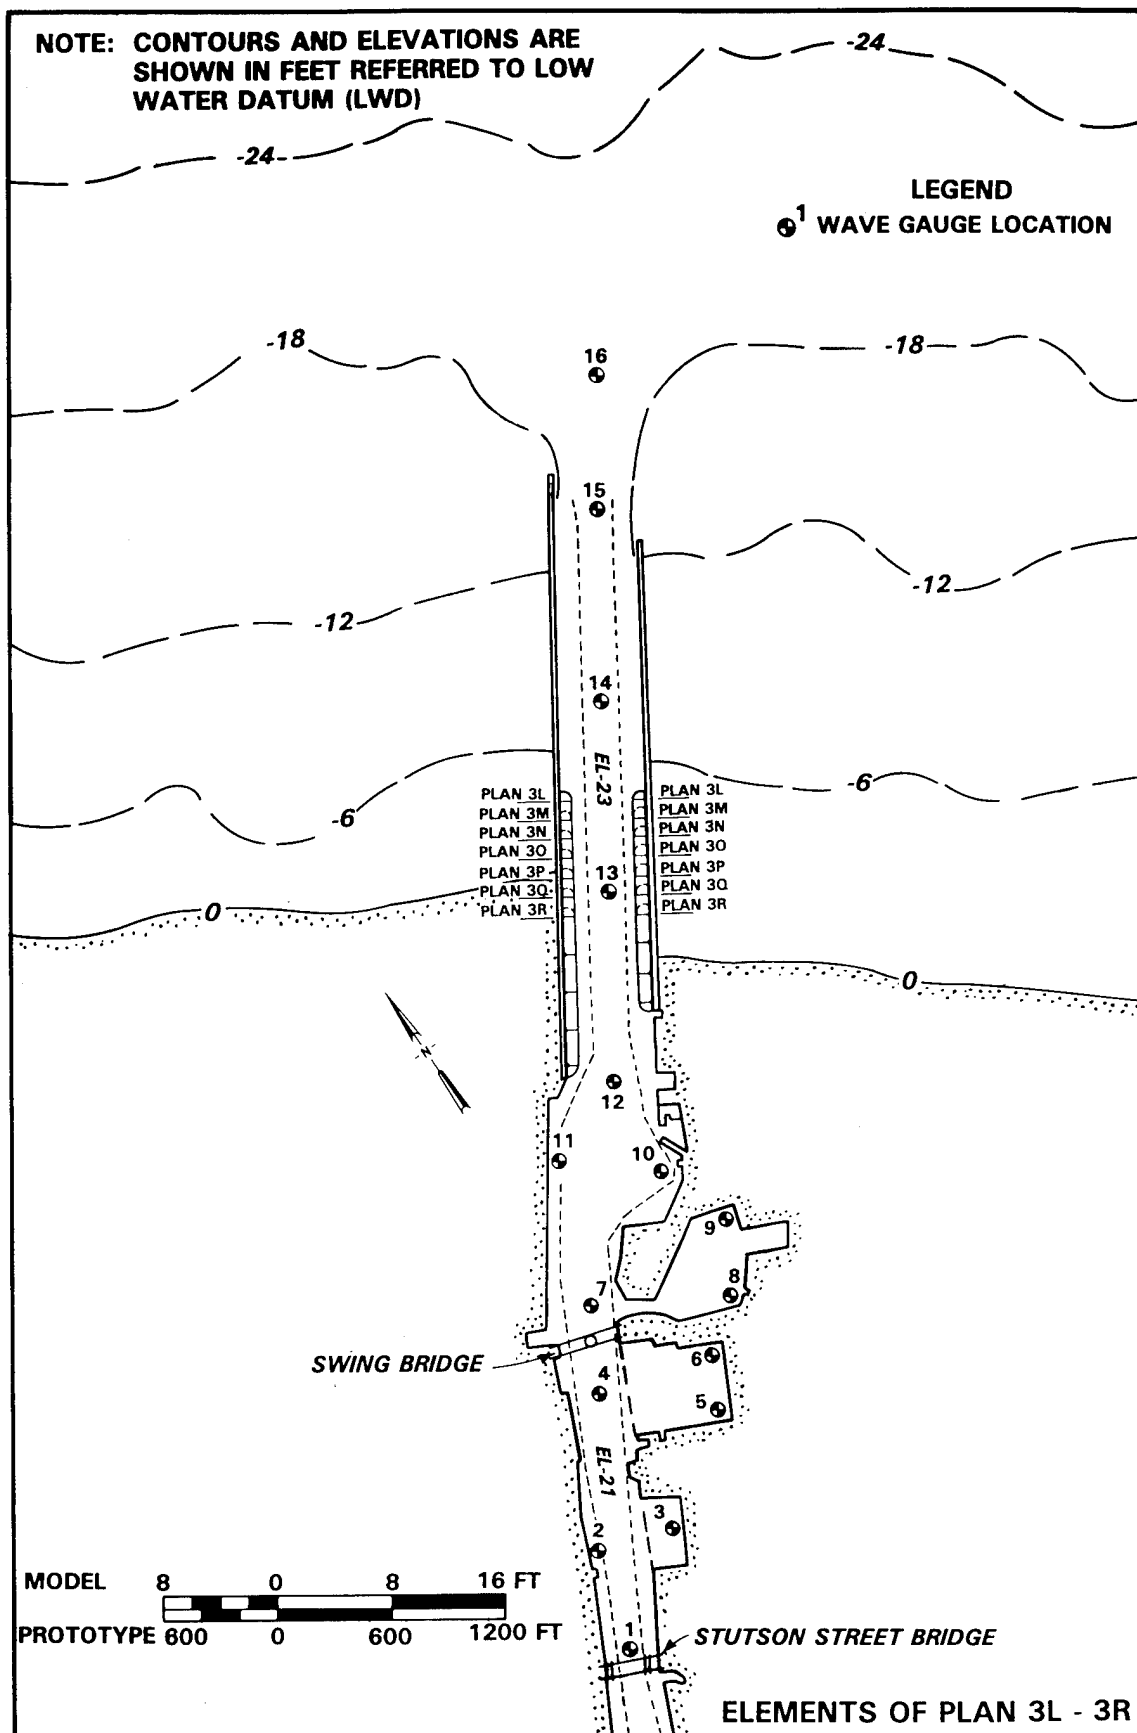 NOTE: CONTOURS AND ELEVATIONS ARE
SHOWN IN FEET REFERRED TO LOW
WATER DATUM (LWD)
-24
-24
LEGEND
1 WAVE GAUGE LOCATION
-18
-18
16
15
-12
-12
14
EL-23
-6
-6
PLAN 3L
PLAN 3M
PLAN 3N
PLAN 3O
PLAN 3P
PLAN 3Q
PLAN 3R
PLAN 3L
PLAN 3M
PLAN 3N
PLAN 3O
PLAN 3P
PLAN 3Q
PLAN 3R
13
0
0
N
12
11
10
9
8
7
SWING BRIDGE
6
4
5
EL-21
3
2
MODEL 8 0 8 16 FT
PROTOTYPE 600 0 600 1200 FT
1
STUTSON STREET BRIDGE
ELEMENTS OF PLAN 3L - 3R